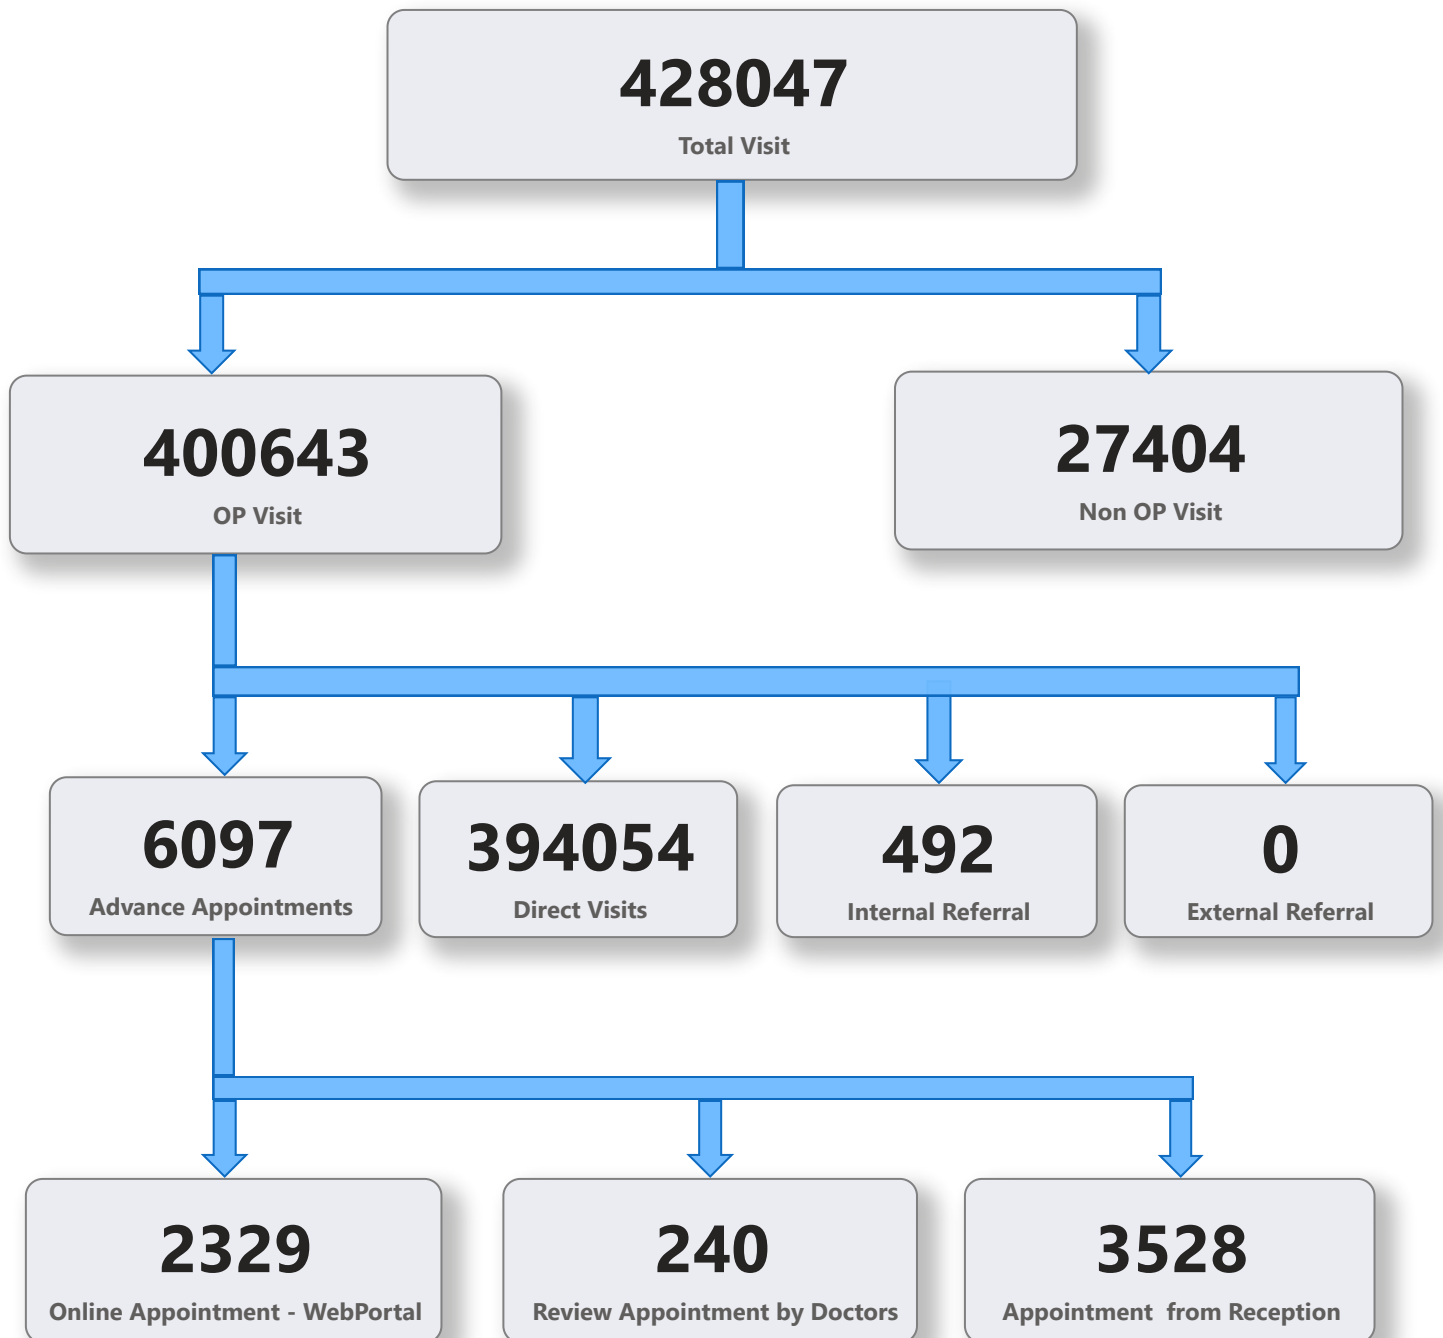 428047
Total Visit
400643
OP Visit
27404
Non OP Visit
6097
Advance Appointments
394054
Direct Visits
492
Internal Referral
0
External Referral
2329
Online Appointment - WebPortal
240
Review Appointment by Doctors
3528
Appointment  from Reception